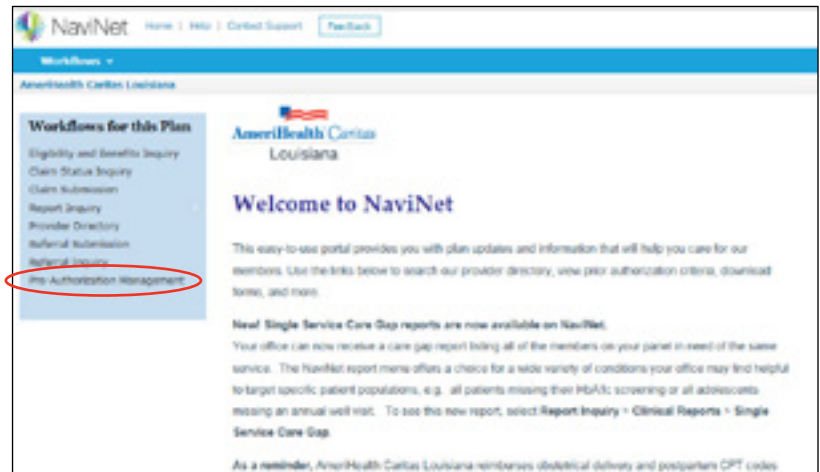 NaviNet Home | Help | Contact Support Feedback
Workflows
AmeriHealth Caritas Louisiana
Workflows for this Plan
Eligibility and Benefits Inquiry
Claim Status Inquiry
Claim Submission
Report Inquiry
Provider Directory
Referral Submission
Referral Inquiry
Pre-Authorization Management
AmeriHealth Caritas
Louisiana
Welcome to NaviNet
This easy-to-use portal provides you with plan updates and information that will help you care for our
members. Use the links below to search our provider directory, view prior authorization criteria, download
forms, and more.
New! Single Service Care Gap reports are now available on NaviNet.
Your office can now receive a care gap report listing all of the members on your panel in need of the same
service. The NaviNet report menu offers a choice for a wide variety of conditions your office may find helpful
to target specific patient populations, e.g. all patients missing their HbA1c screening or all adolescents
missing an annual well visit. To see this new report, select Report Inquiry > Clinical Reports > Single
Service Care Gap.
As a reminder, AmeriHealth Caritas Louisiana reimburses obstetrical delivery and postpartum CPT codes